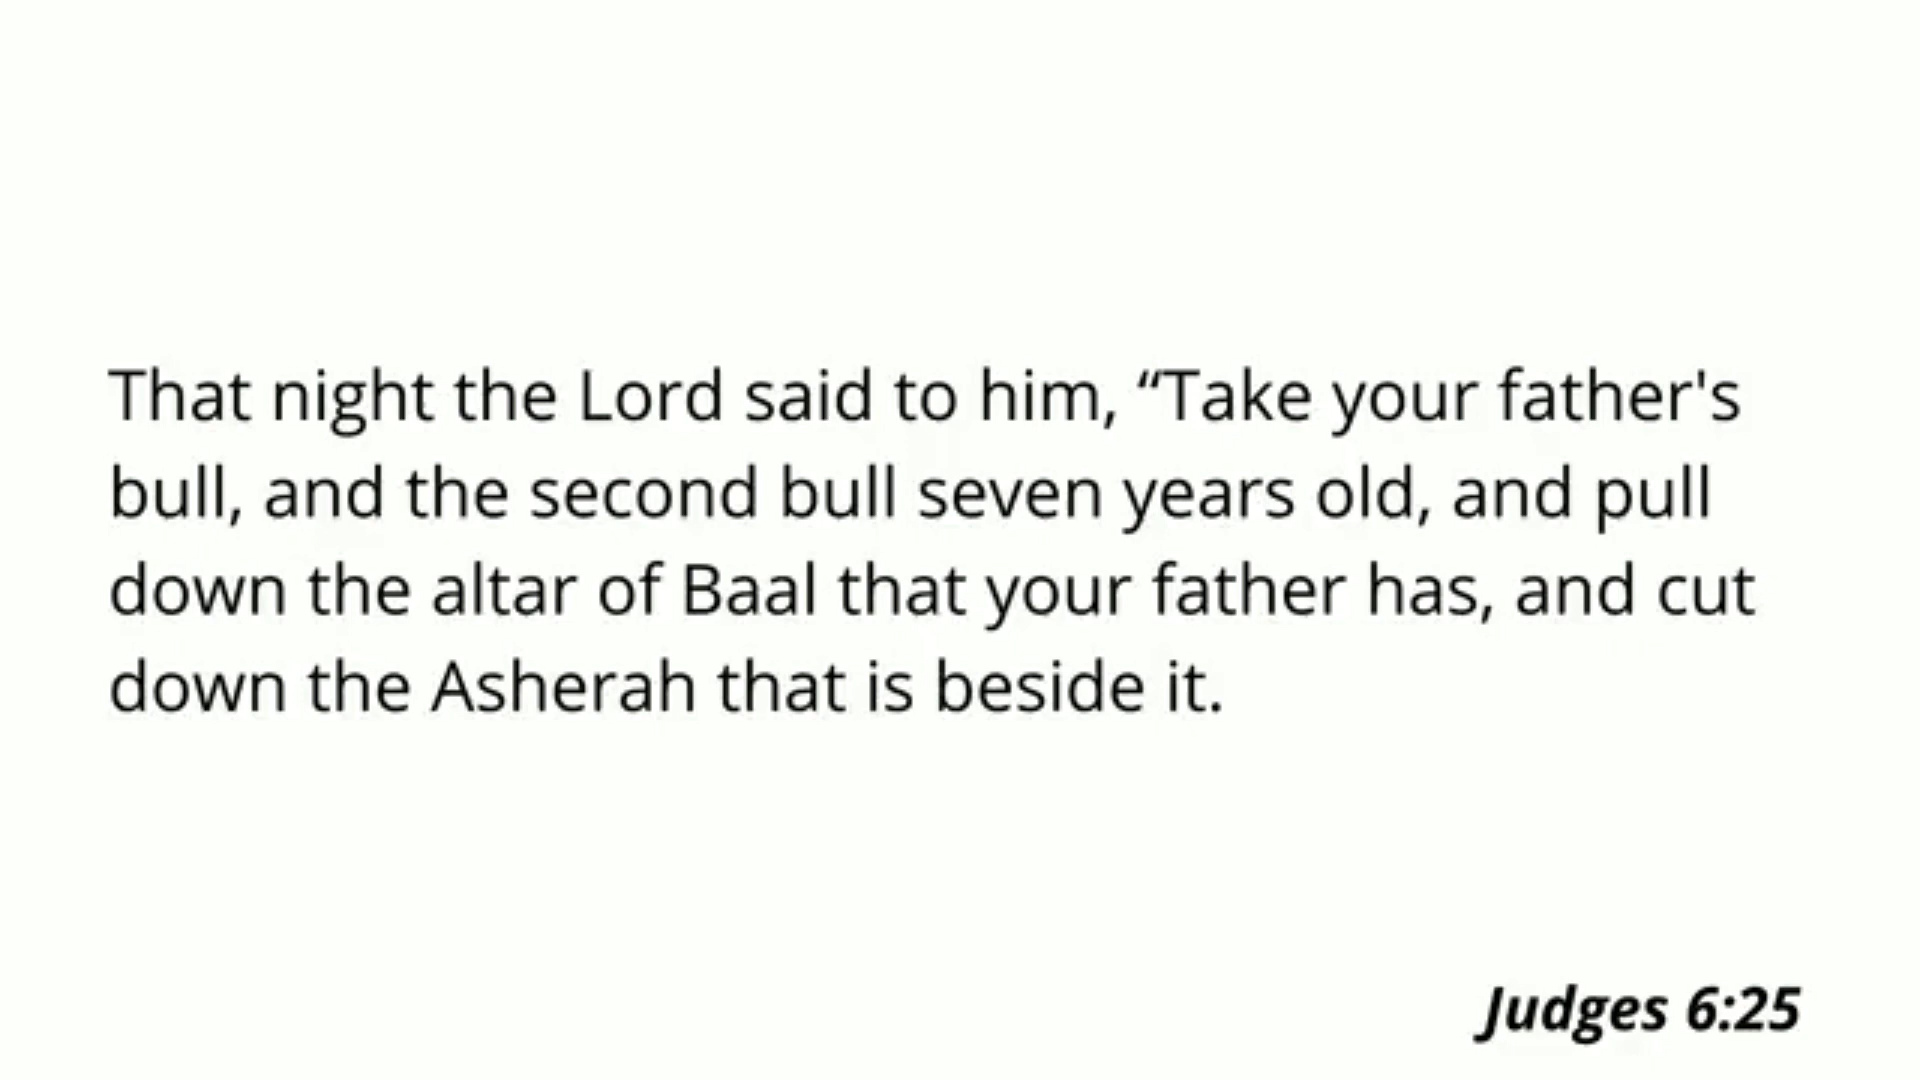 That night the Lord said to him, “Take your father's
bull, and the second bull seven years old, and pull
down the altar of Baal that your father has, and cut
down the Asherah that is beside it.
Judges 6:25